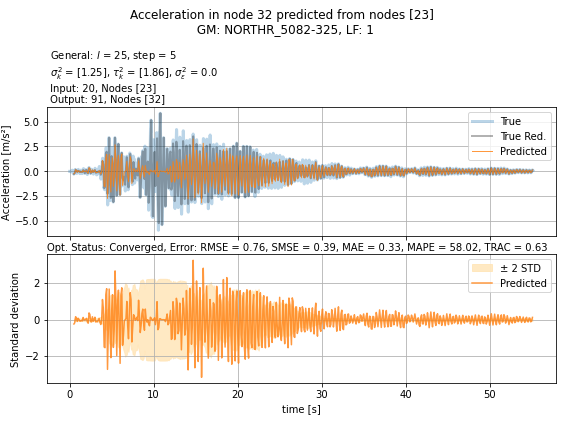 Acceleration in node 32 predicted from nodes [23]
GM: NORTHR_5082-325, LF: 1
General: l = 25, step = 5
σ²ₖ = [1.25], τ²ₖ = [1.86], σ²ᵣ = 0.0
Input: 20, Nodes [23]
Output: 91, Nodes [32]
Acceleration [m/s²]
5.0
2.5
0.0
−2.5
−5.0
True
True Red.
Predicted
Opt. Status: Converged, Error: RMSE = 0.76, SMSE = 0.39, MAE = 0.33, MAPE = 58.02, TRAC = 0.63
Standard deviation
2
0
−2
± 2 STD
Predicted
0 10 20 30 40 50
time [s]